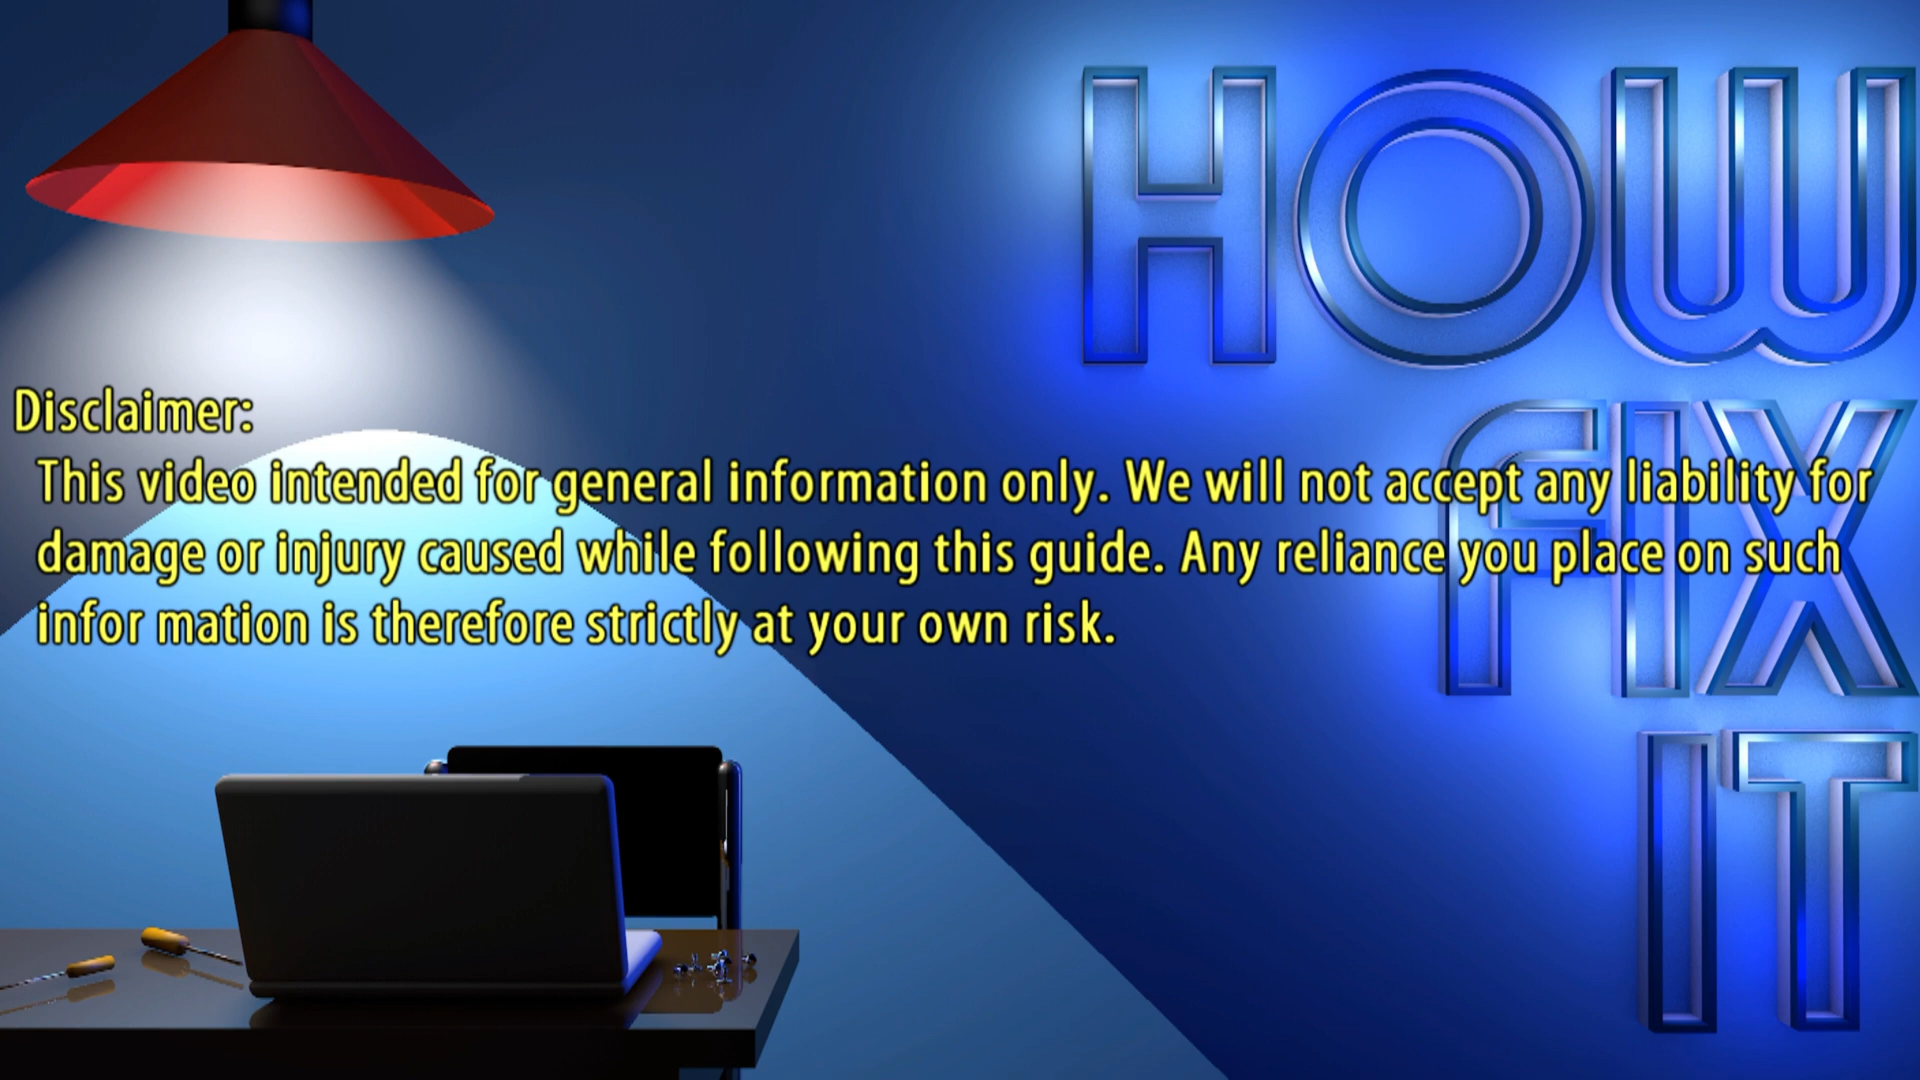 HOW
FIX
IT
Disclaimer:
This video intended for general information only. We will not accept any liability for
damage or injury caused while following this guide. Any reliance you place on such
infor mation is therefore strictly at your own risk.